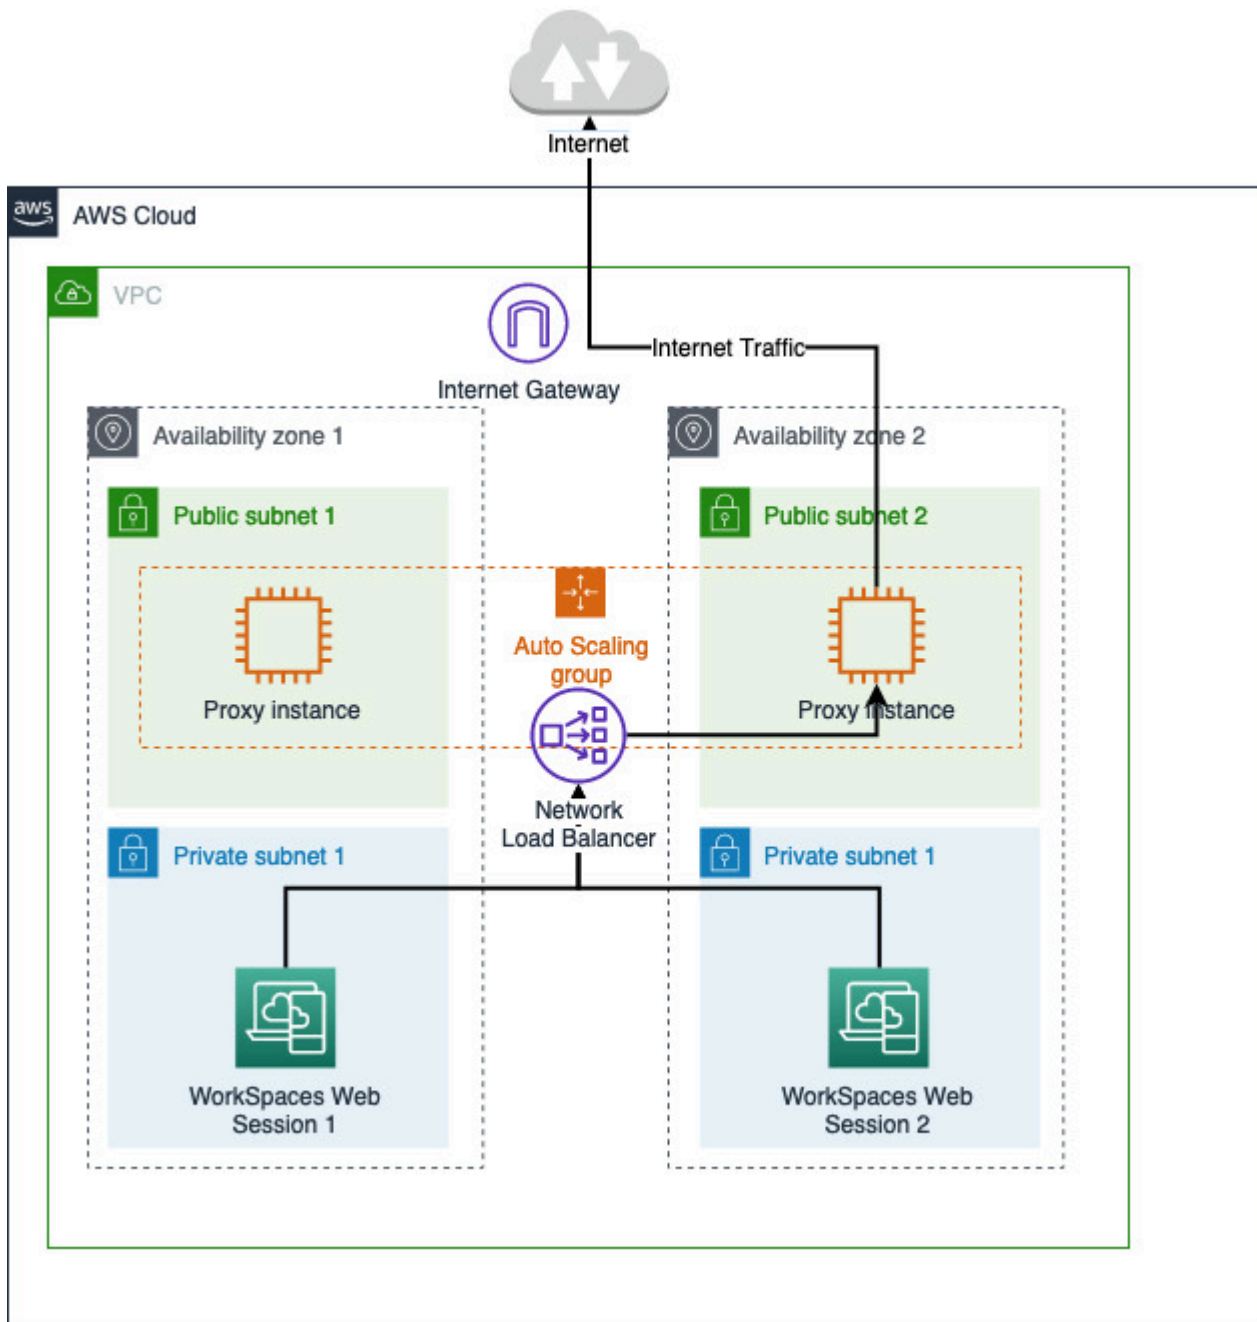 Internet
aws
AWS Cloud
VPC
Internet Traffic
Internet Gateway
Availability zone 1
Availability zone 2
Public subnet 1
Public subnet 2
Auto Scaling
group
Proxy instance
Proxy instance
Network
Load Balancer
Private subnet 1
Private subnet 1
WorkSpaces Web
Session 1
WorkSpaces Web
Session 2